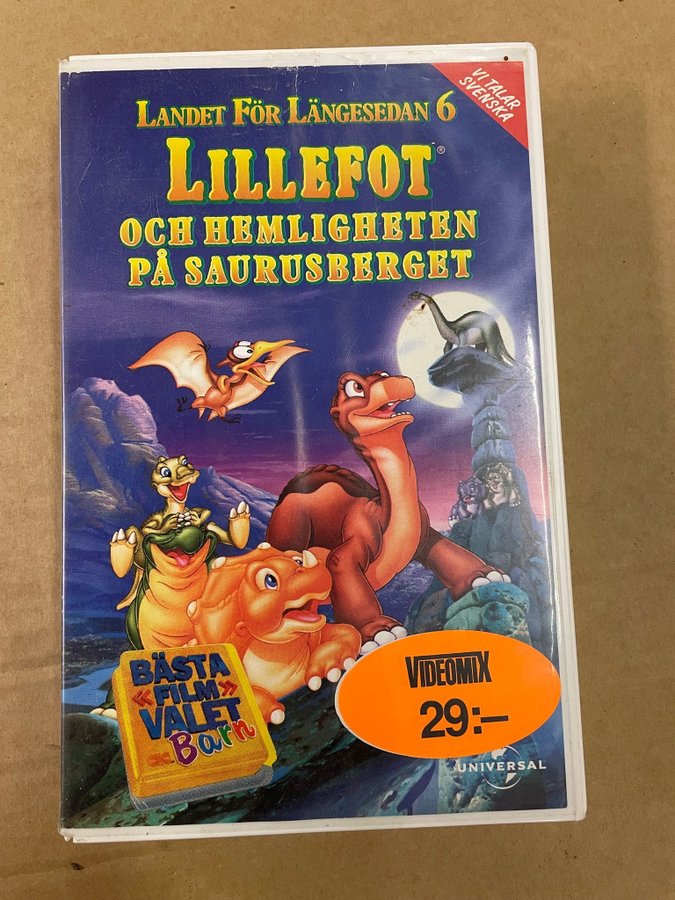 LANDET FÖR LÄNGESEDAN 6
VI TALAR
SVENSKA
LILLEFOT®
OCH HEMLIGHETEN
PÅ SAURUSBERGET
BÄSTA
«FILM»
VALET
Barn
VIDEOMIX
29:–
UNIVERSAL